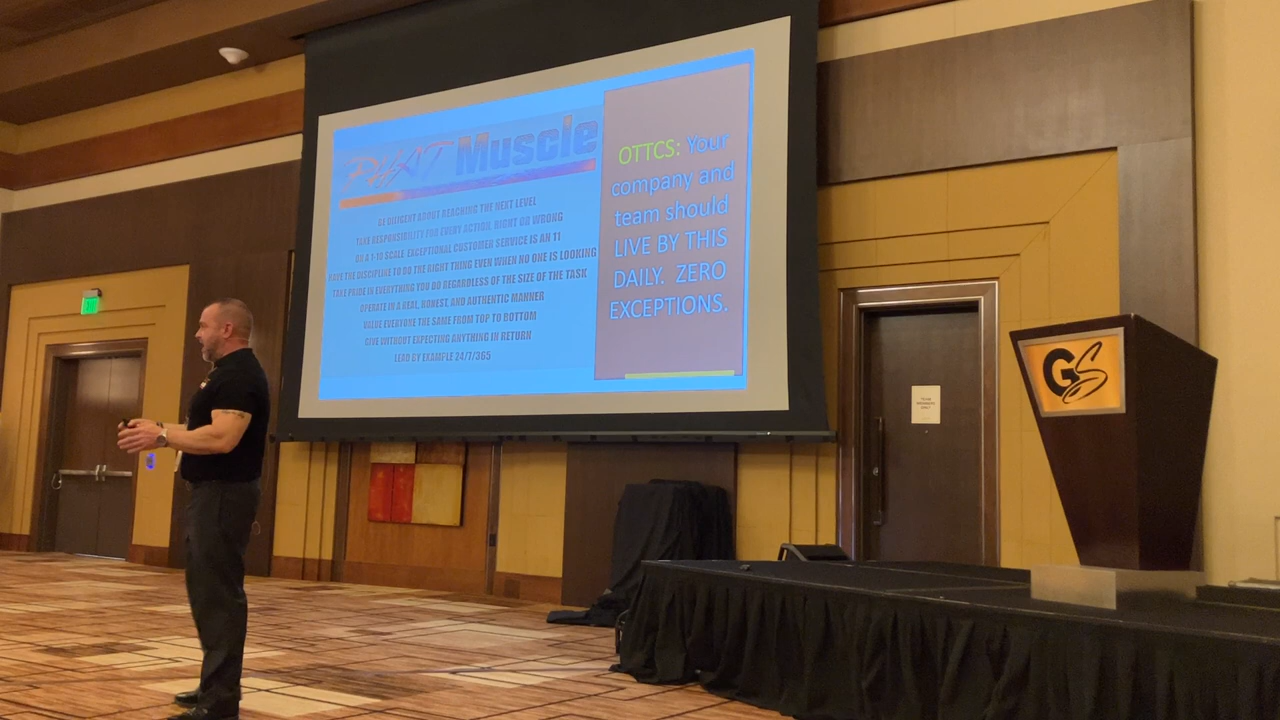 EXIT
PHAT Muscle
BE DILIGENT ABOUT REACHING THE NEXT LEVEL
TAKE RESPONSIBILITY FOR EVERY ACTION, RIGHT OR WRONG
ON A 1-10 SCALE EXCEPTIONAL CUSTOMER SERVICE IS AN 11
HAVE THE DISCIPLINE TO DO THE RIGHT THING EVEN WHEN NO ONE IS LOOKING
TAKE PRIDE IN EVERYTHING YOU DO REGARDLESS OF THE SIZE OF THE TASK
OPERATE IN A REAL, HONEST AND AUTHENTIC MANNER
VALUE EVERYONE THE SAME FROM TOP TO BOTTOM
GIVE WITHOUT EXPECTING ANYTHING IN RETURN
LEAD BY EXAMPLE 24/7/365
OTTCS: Your
company and
team should
LIVE BY THIS
DAILY. ZERO
EXCEPTIONS.
GS